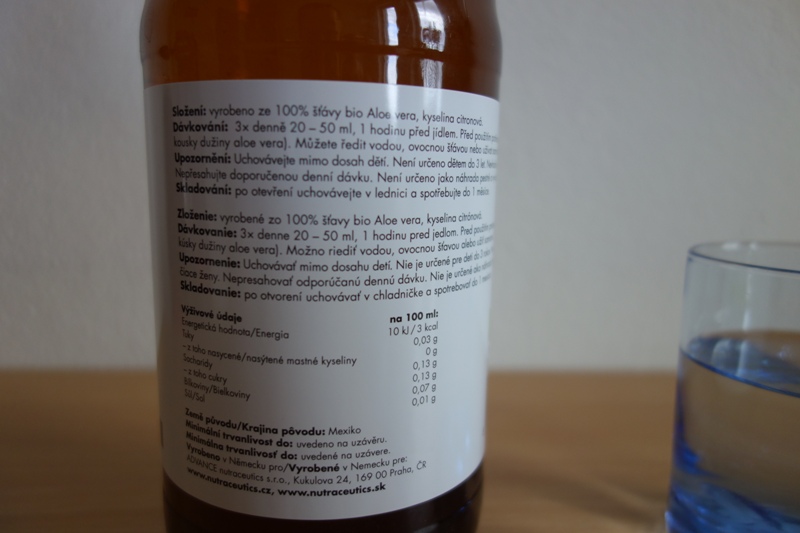 Složení: vyrobeno ze 100% šťávy bio Aloe vera, kyselina citronová.
Dávkování: 3x denně 20 – 50 ml, 1 hodinu před jídlem. Před
kousky dužiny aloe vera). Můžete ředit vodou, ovocnou šťávou nebo
Upozornění: Uchovávejte mimo dosah dětí. Není určeno dětem do 3 let.
Nepřesahujte doporučenou denní dávku. Není určeno jako náhrada
Skladování: po otevření uchovávejte v lednici a spotřebujte do 1 měsíce
Zloženie: vyrobené zo 100% šťavy bio Aloe vera, kyselina citrónová.
Dávkovanie: 3x denne 20 – 50 ml, 1 hodinu pred jedlom. Pred
kúsky dužiny aloe vera). Možno riediť vodou, ovocnou šťavou alebo
Upozornenie: Uchovávať mimo dosahu detí. Nie je určené pre deti do 3
čiace ženy. Nepresahovať odporúčanú dennú dávku. Nie je určené ako
Skladovanie: po otvorení uchovávať v chladničke a spotrebovať do 1
Výživové údaje na 100 ml:
Energetická hodnota/Energia 10 kJ/3 kcal
Tuky 0,03 g
– z toho nasycené/nasýtené mastné kyseliny 0 g
Sacharidy 0,13 g
– z toho cukry 0,13 g
Bílkoviny/Bielkoviny 0,07 g
Sůl/Soľ 0,01 g
Země původu/Krajina pôvodu: Mexiko
Minimální trvanlivost do: uvedeno na uzávěru.
Minimálna trvanlivosť do: uvedené na uzávere.
Vyrobeno v Německu pro/Vyrobené v Nemecku pre:
ADVANCE nutraceutics s.r.o., Kukulova 24, 169 00 Praha, ČR
www.nutraceutics.cz, www.nutraceutics.sk